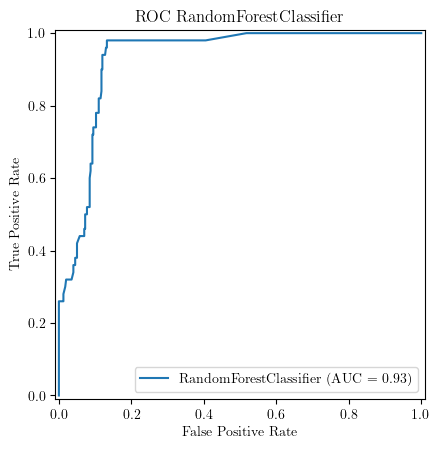 ROC RandomForestClassifier
1.0
0.8
0.6
0.4
0.2
0.0
True Positive Rate
RandomForestClassifier (AUC = 0.93)
0.0 0.2 0.4 0.6 0.8 1.0
False Positive Rate